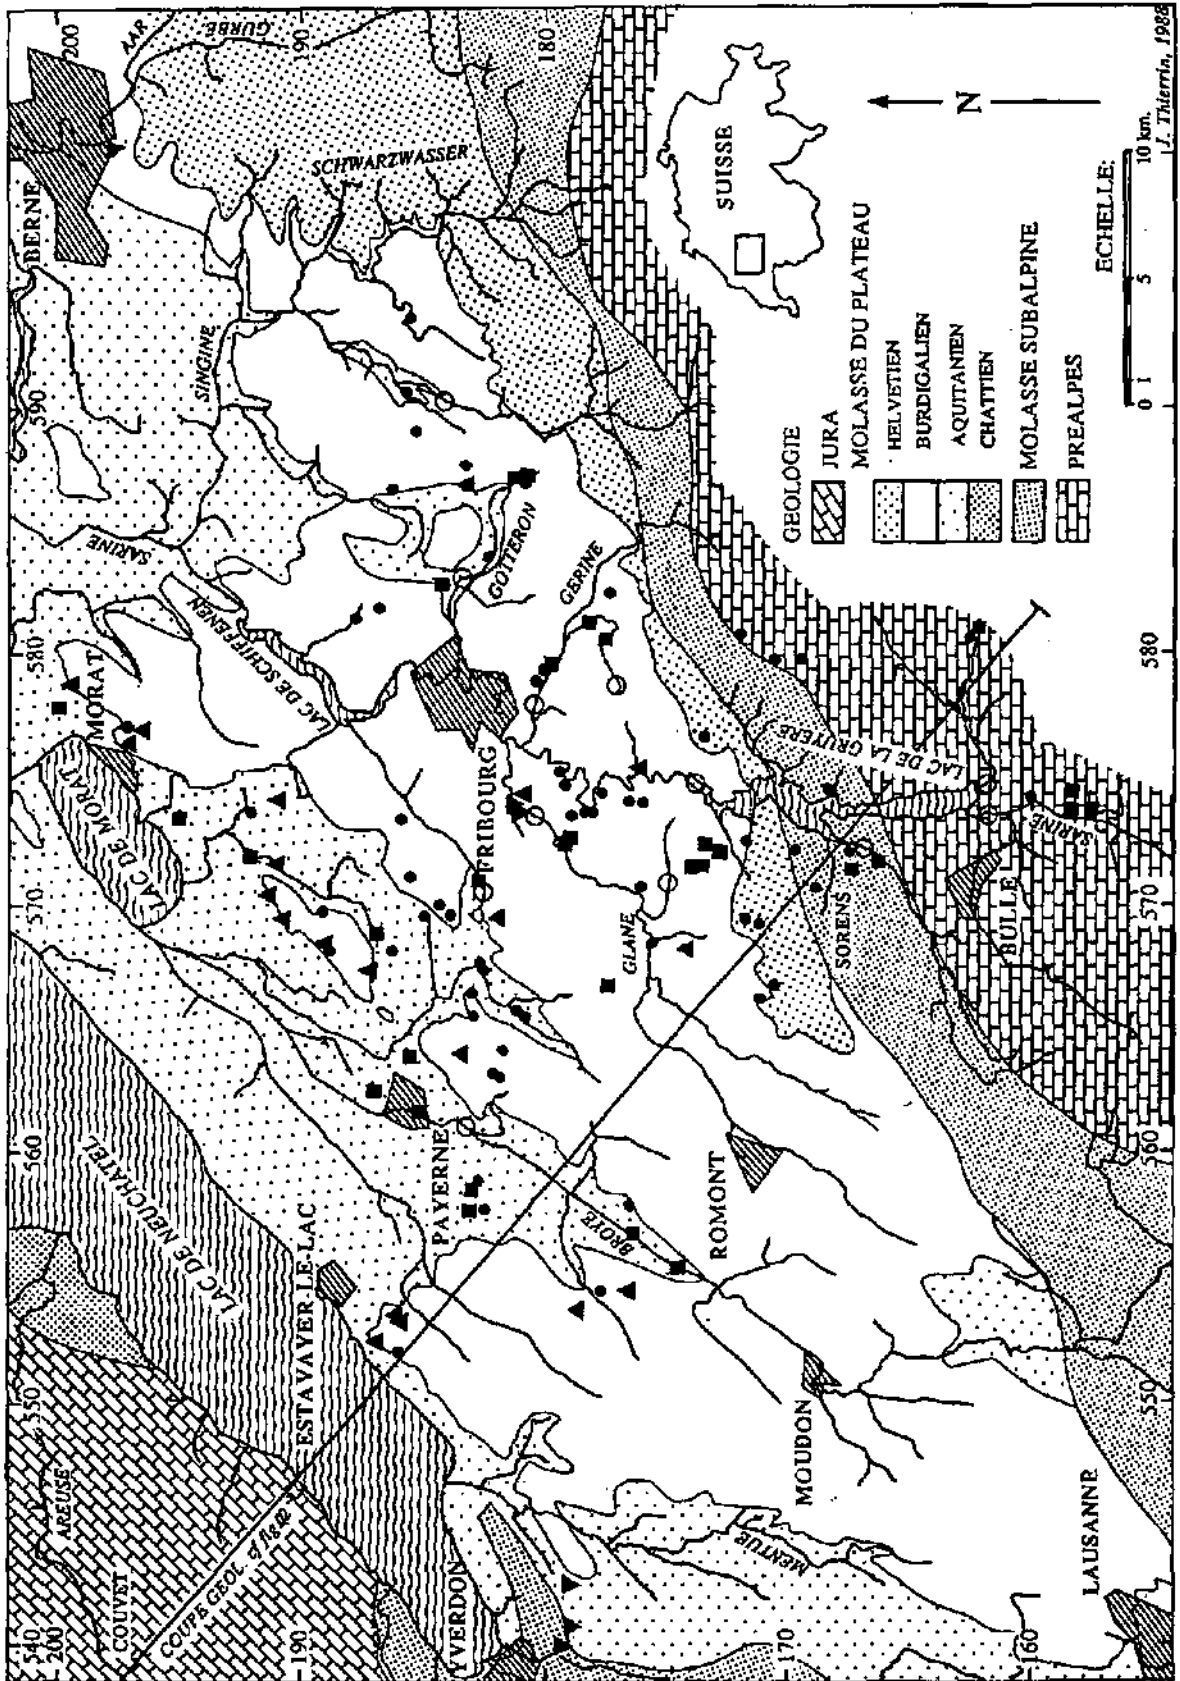 540
550
560
570
580
590
200
200
190
190
180
170
160
550
560
570
580
AAR
GURBE
BERNE
SCHWARZWASSER
SINGINE
SARINE
LAC DE SCHIFFENEN
GOTTERON
GERINE
MORAT
LAC DE MORAT
FRIBOURG
LAC DE LA GRUYERE
SARINE
GLANE
SORENS
BULLE
LAC DE NEUCHATEL
ESTAVAYER-LE-LAC
PAYERNE
BROYE
ROMONT
MOUDON
MENTUE
LAUSANNE
YVERDON
AREUSE
COUVET
COUPE GEOL. cf fig
SUISSE
N
GEOLOGIE
JURA
MOLASSE DU PLATEAU
HELVETIEN
BURDIGALIEN
AQUITANIEN
CHATTIEN
MOLASSE SUBALPINE
PREALPES
ECHELLE:
0 1 5 10 km.
J. Thierrin, 1988